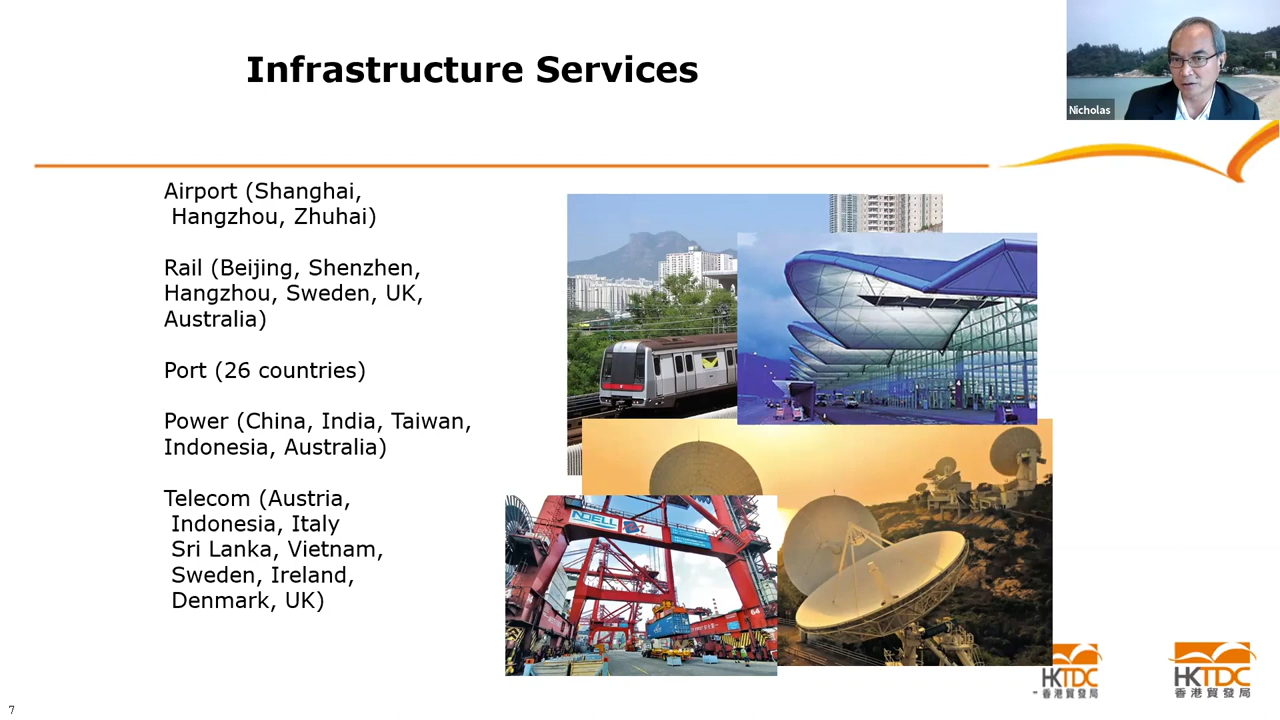 Infrastructure Services
Nicholas
Airport (Shanghai,
Hangzhou, Zhuhai)
Rail (Beijing, Shenzhen,
Hangzhou, Sweden, UK,
Australia)
Port (26 countries)
Power (China, India, Taiwan,
Indonesia, Australia)
Telecom (Austria,
Indonesia, Italy
Sri Lanka, Vietnam,
Sweden, Ireland,
Denmark, UK)
NOELL
64
HKTDC
香港貿發局
HKTDC
香港貿發局
7